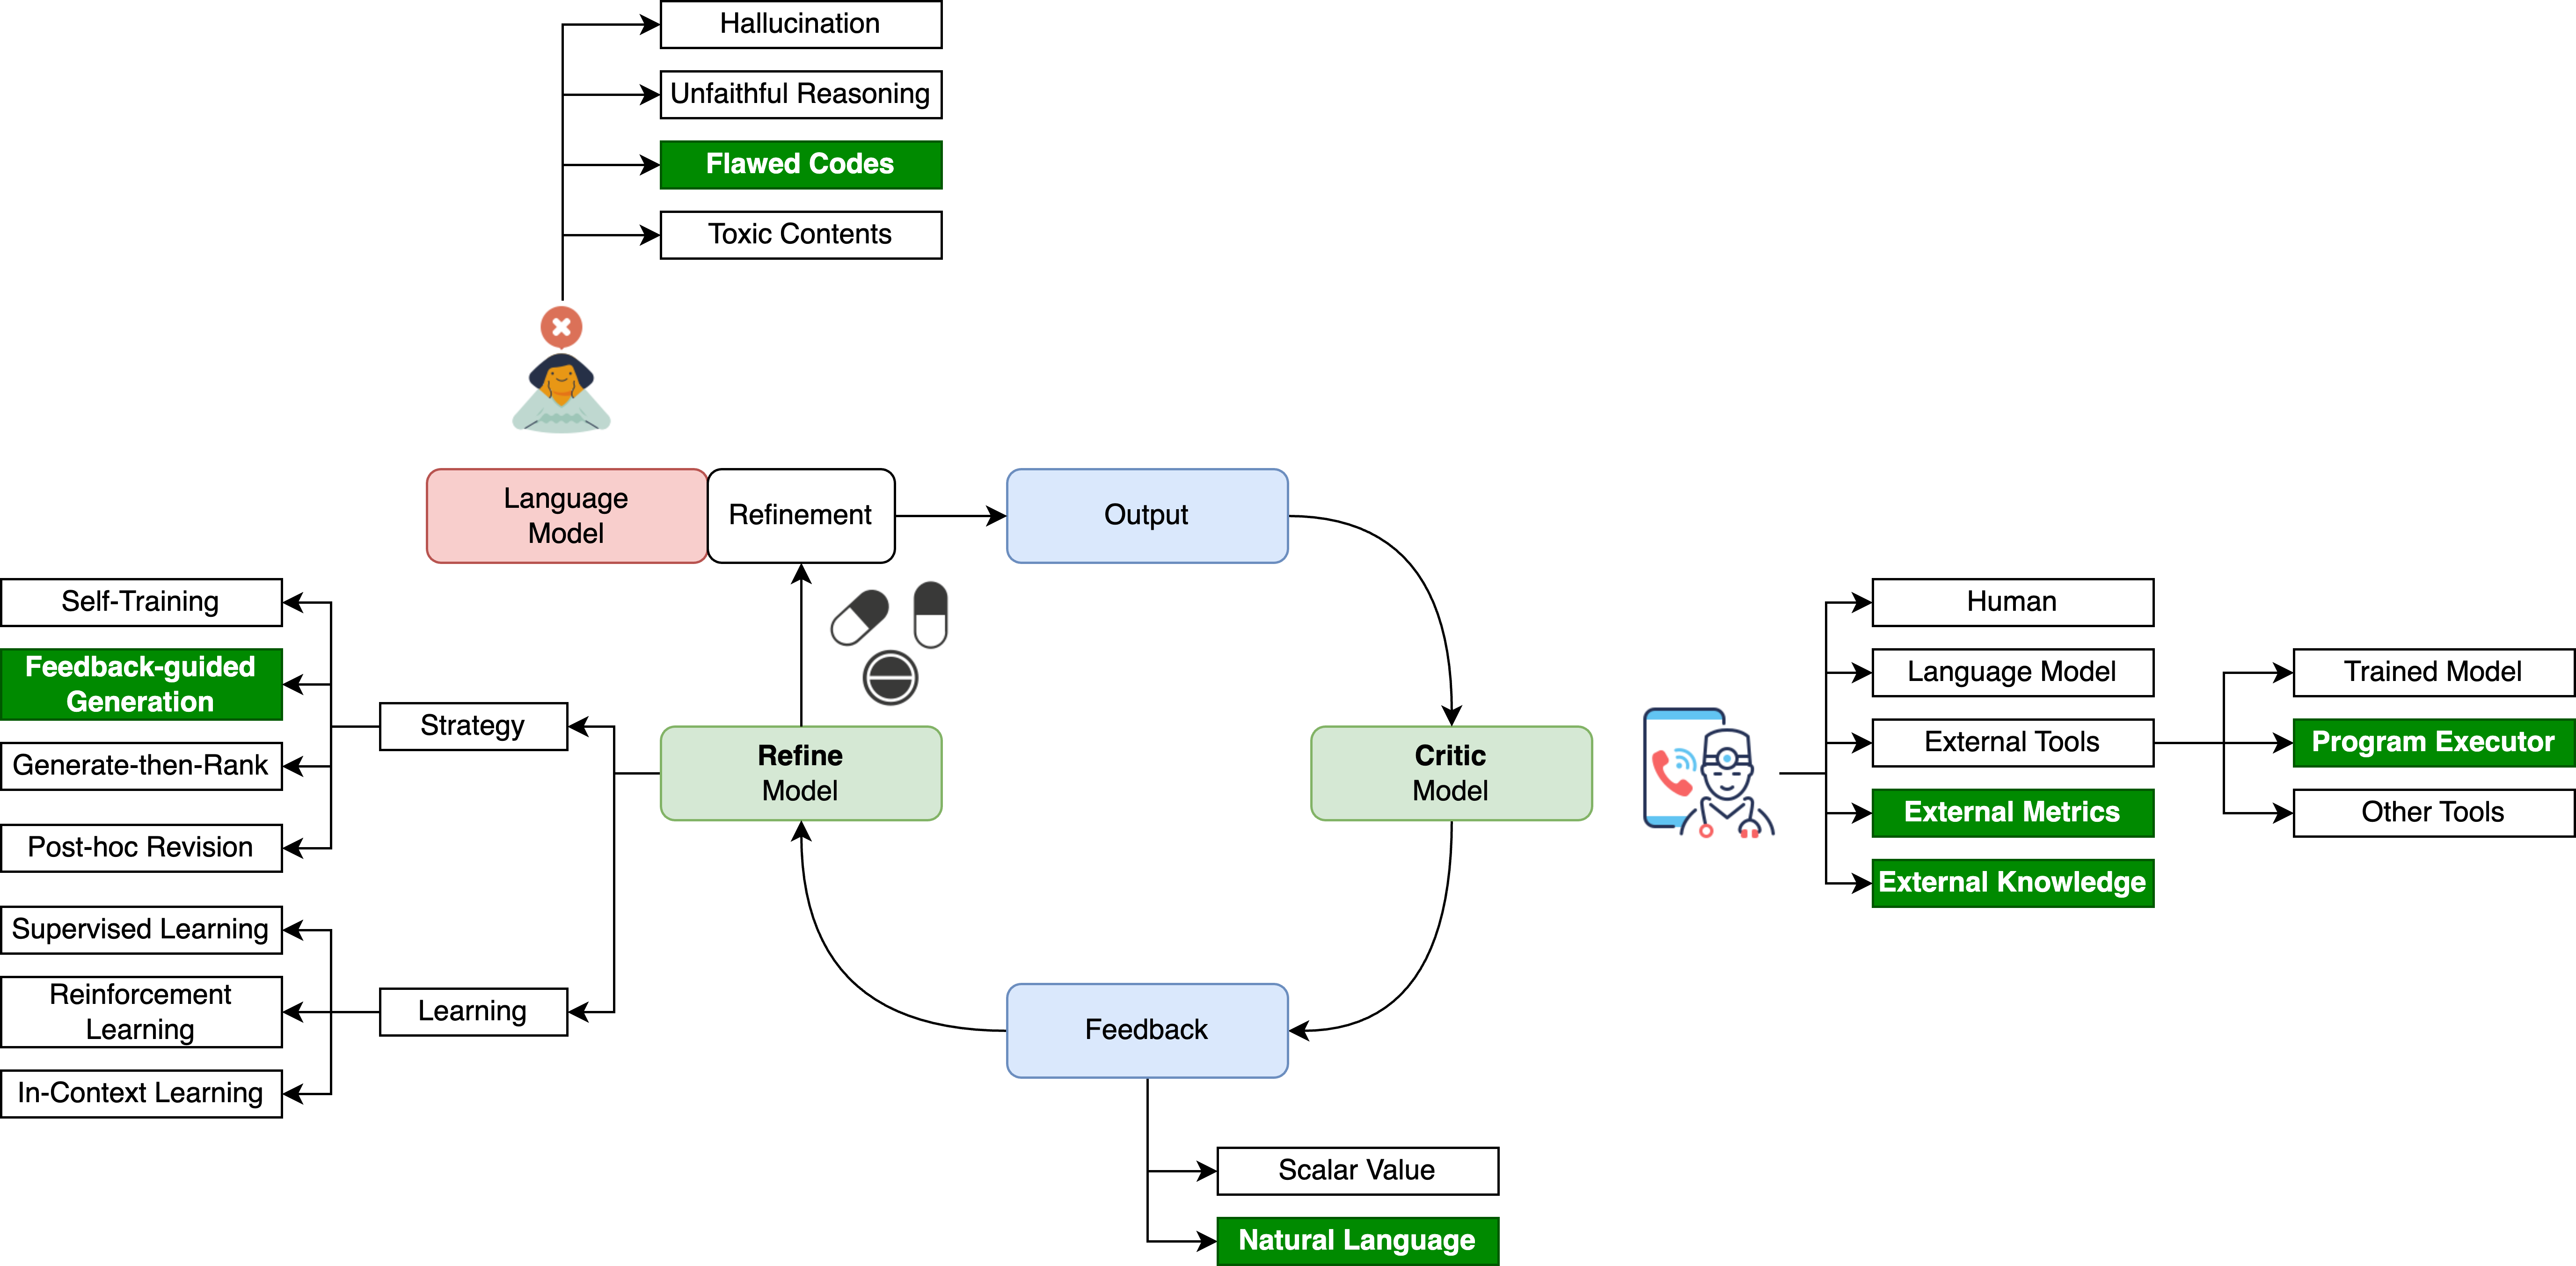 Hallucination
Unfaithful Reasoning
Flawed Codes
Toxic Contents
Language
Model
Refinement
Output
Self-Training
Feedback-guided
Generation
Generate-then-Rank
Post-hoc Revision
Strategy
Refine
Model
Critic
Model
Human
Language Model
External Tools
External Metrics
External Knowledge
Trained Model
Program Executor
Other Tools
Supervised Learning
Reinforcement
Learning
In-Context Learning
Learning
Feedback
Scalar Value
Natural Language